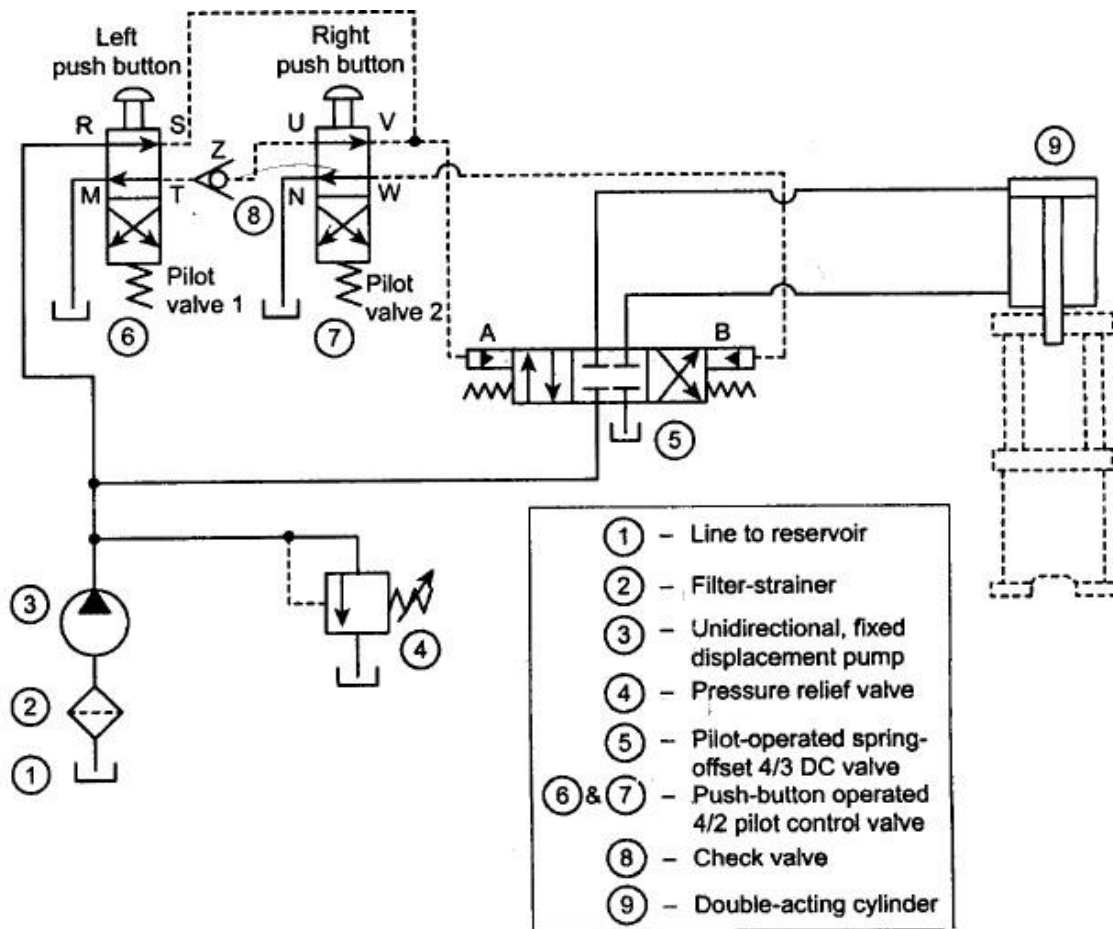 Left
push button
Right
push button
R
S
U
V
Z
M
T
N
W
8
9
Pilot
valve 1
Pilot
valve 2
6
7
A
B
5
3
4
2
1
1 – Line to reservoir
2 – Filter-strainer
3 – Unidirectional, fixed
displacement pump
4 – Pressure relief valve
5 – Pilot-operated spring-
offset 4/3 DC valve
6 & 7 – Push-button operated
4/2 pilot control valve
8 – Check valve
9 – Double-acting cylinder